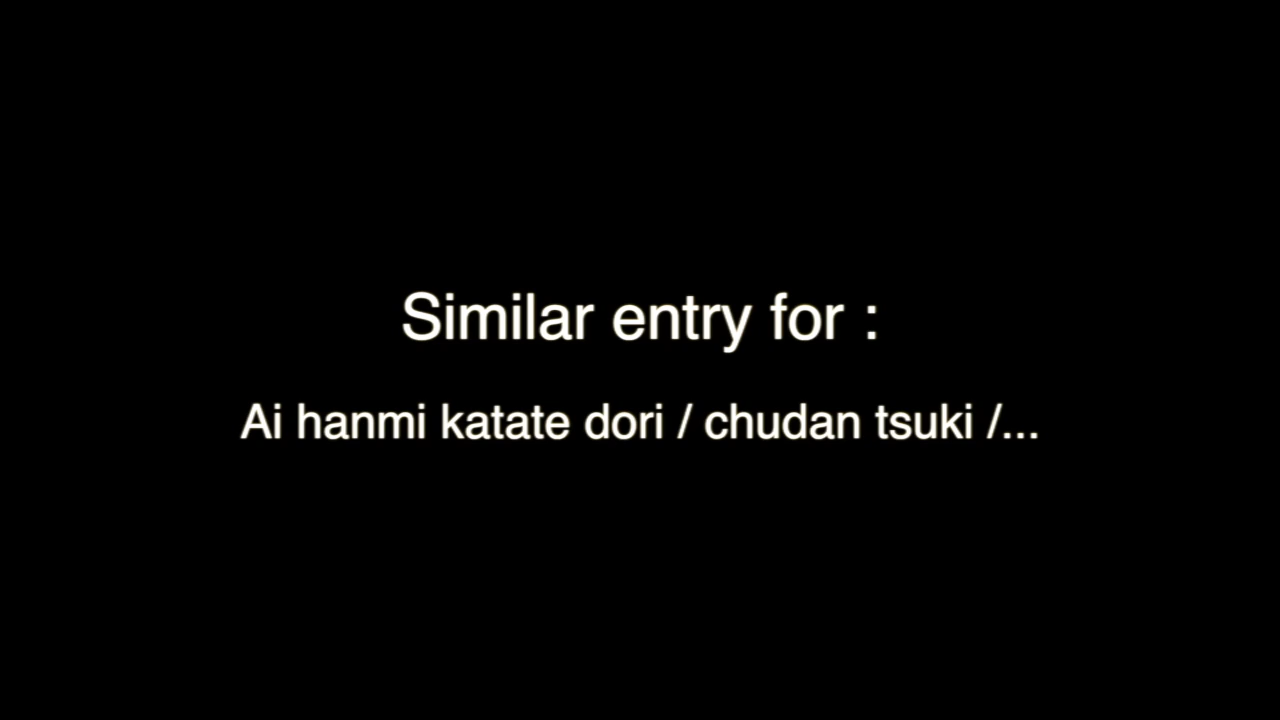 Similar entry for :
Ai hanmi katate dori / chudan tsuki /...